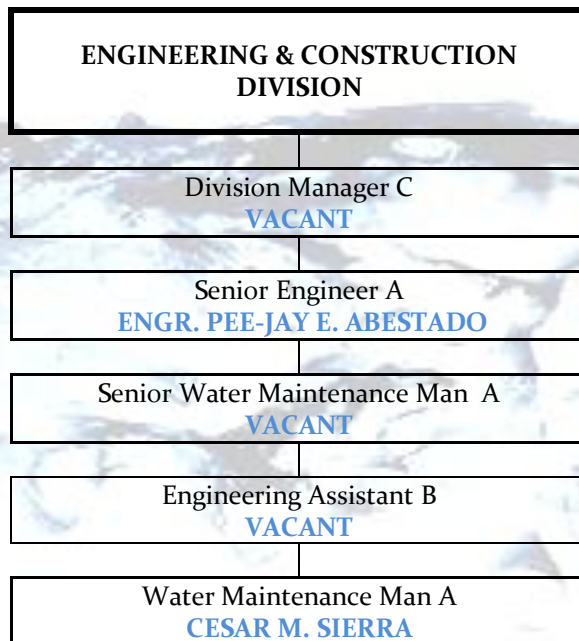 ENGINEERING & CONSTRUCTION
DIVISION
Division Manager C
VACANT
Senior Engineer A
ENGR. PEE-JAY E. ABESTADO
Senior Water Maintenance Man A
VACANT
Engineering Assistant B
VACANT
Water Maintenance Man A
CESAR M. SIERRA